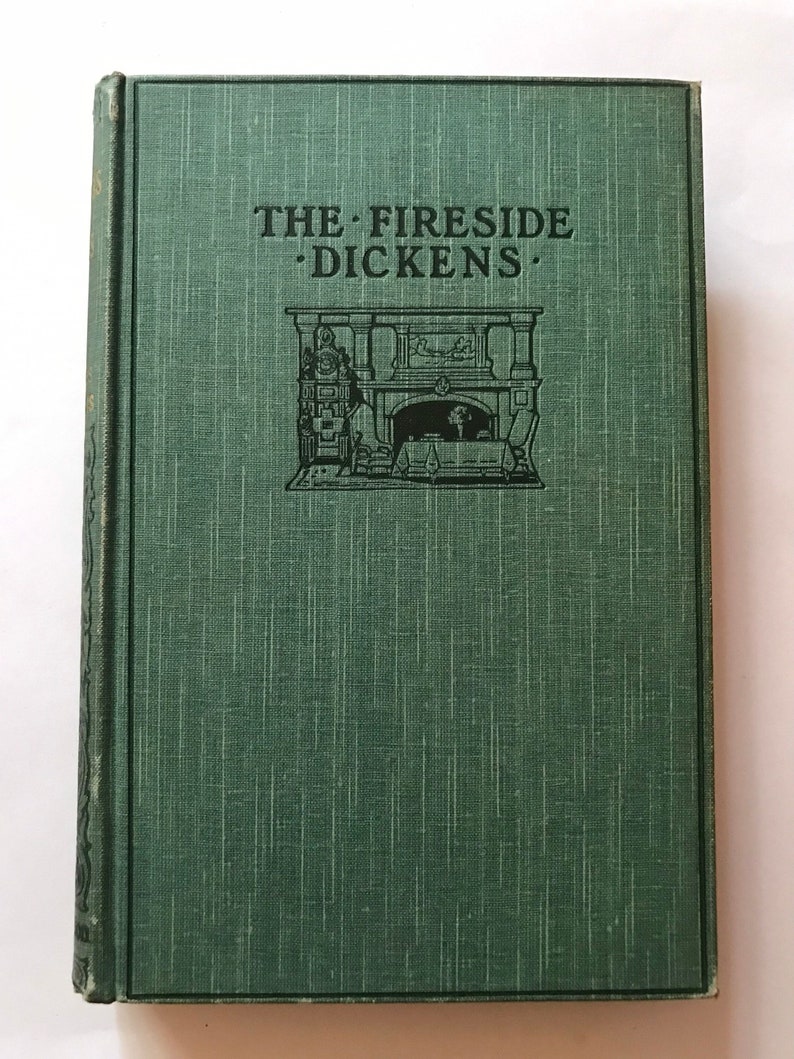 THE · FIRESIDE
· DICKENS ·